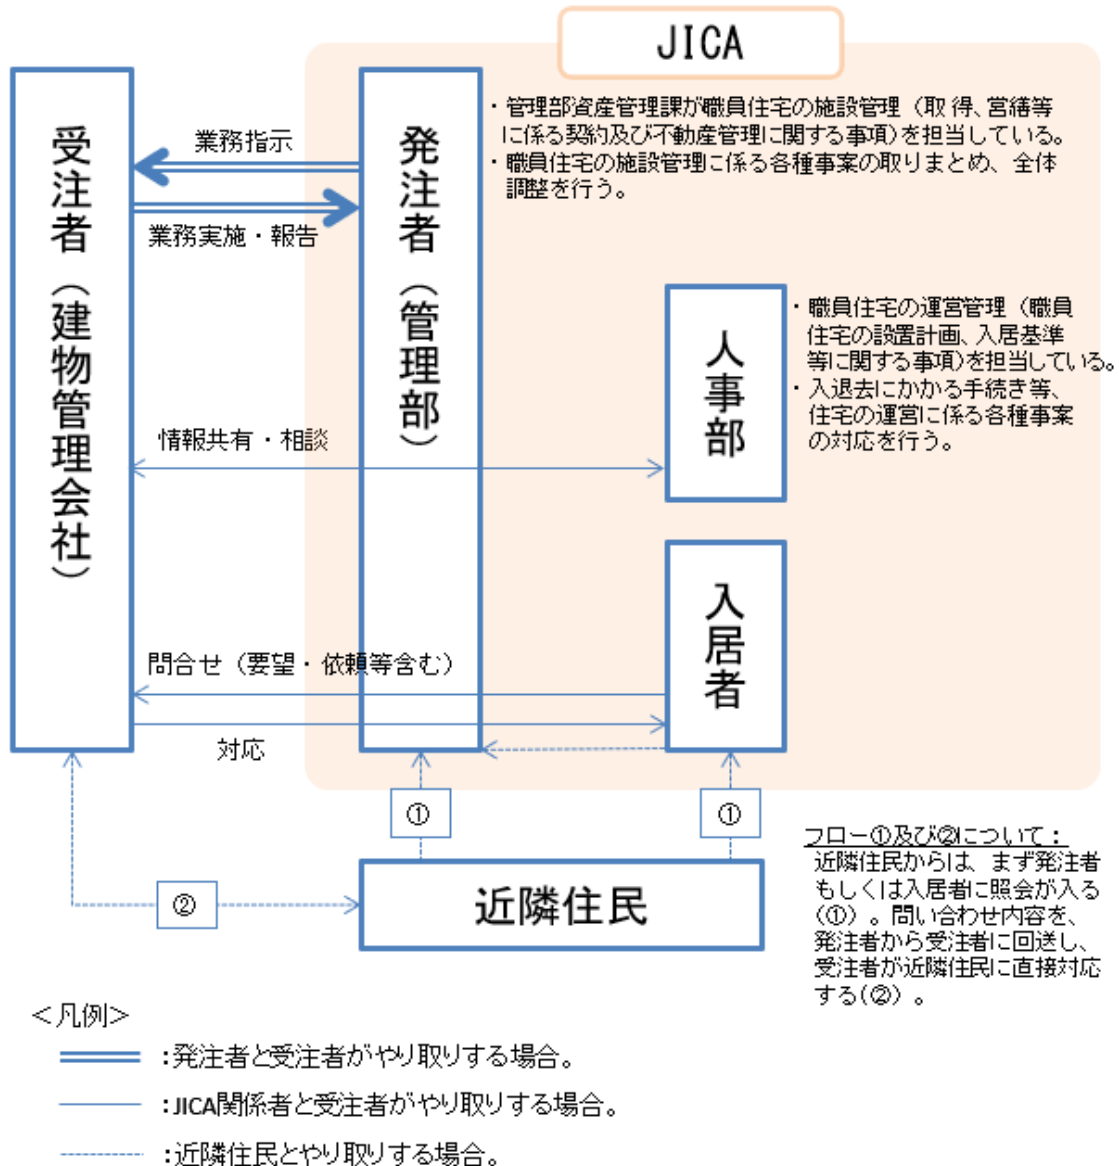 JICA
受注者（建物管理会社）
業務指示
業務実施・報告
発注者（管理部）
・管理部資産管理課が職員住宅の施設管理（取得、営繕等
に係る契約及び不動産管理に関する事項）を担当している。
・職員住宅の施設管理に係る各種事案の取りまとめ、全体
調整を行う。
人事部
・職員住宅の運営管理（職員
住宅の設置計画、入居基準
等に関する事項）を担当している。
・入退去にかかる手続き等、
住宅の運営に係る各種事案
の対応を行う。
情報共有・相談
入居者
問合せ（要望・依頼等含む）
対応
①
①
②
近隣住民
フロー①及び②について：
近隣住民からは、まず発注者
もしくは入居者に照会が入る
（①）。問い合わせ内容を、
発注者から受注者に回送し、
受注者が近隣住民に直接対応
する（②）。
＜凡例＞
：発注者と受注者がやり取りする場合。
：JICA関係者と受注者がやり取りする場合。
：近隣住民とやり取りする場合。